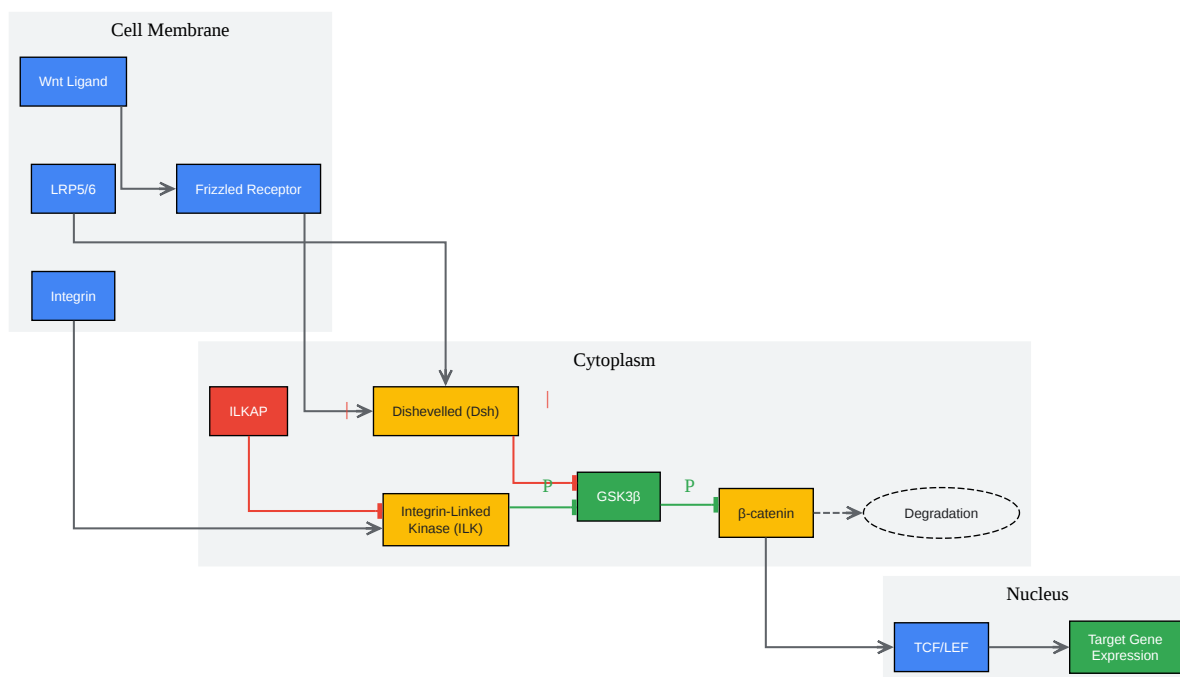 Cell Membrane
Wnt Ligand
LRP5/6
Frizzled Receptor
Integrin
Cytoplasm
ILKAP
|
Dishevelled (Dsh)
|
P
GSK3β
P
Integrin-Linked
Kinase (ILK)
β-catenin
Degradation
Nucleus
TCF/LEF
Target Gene
Expression